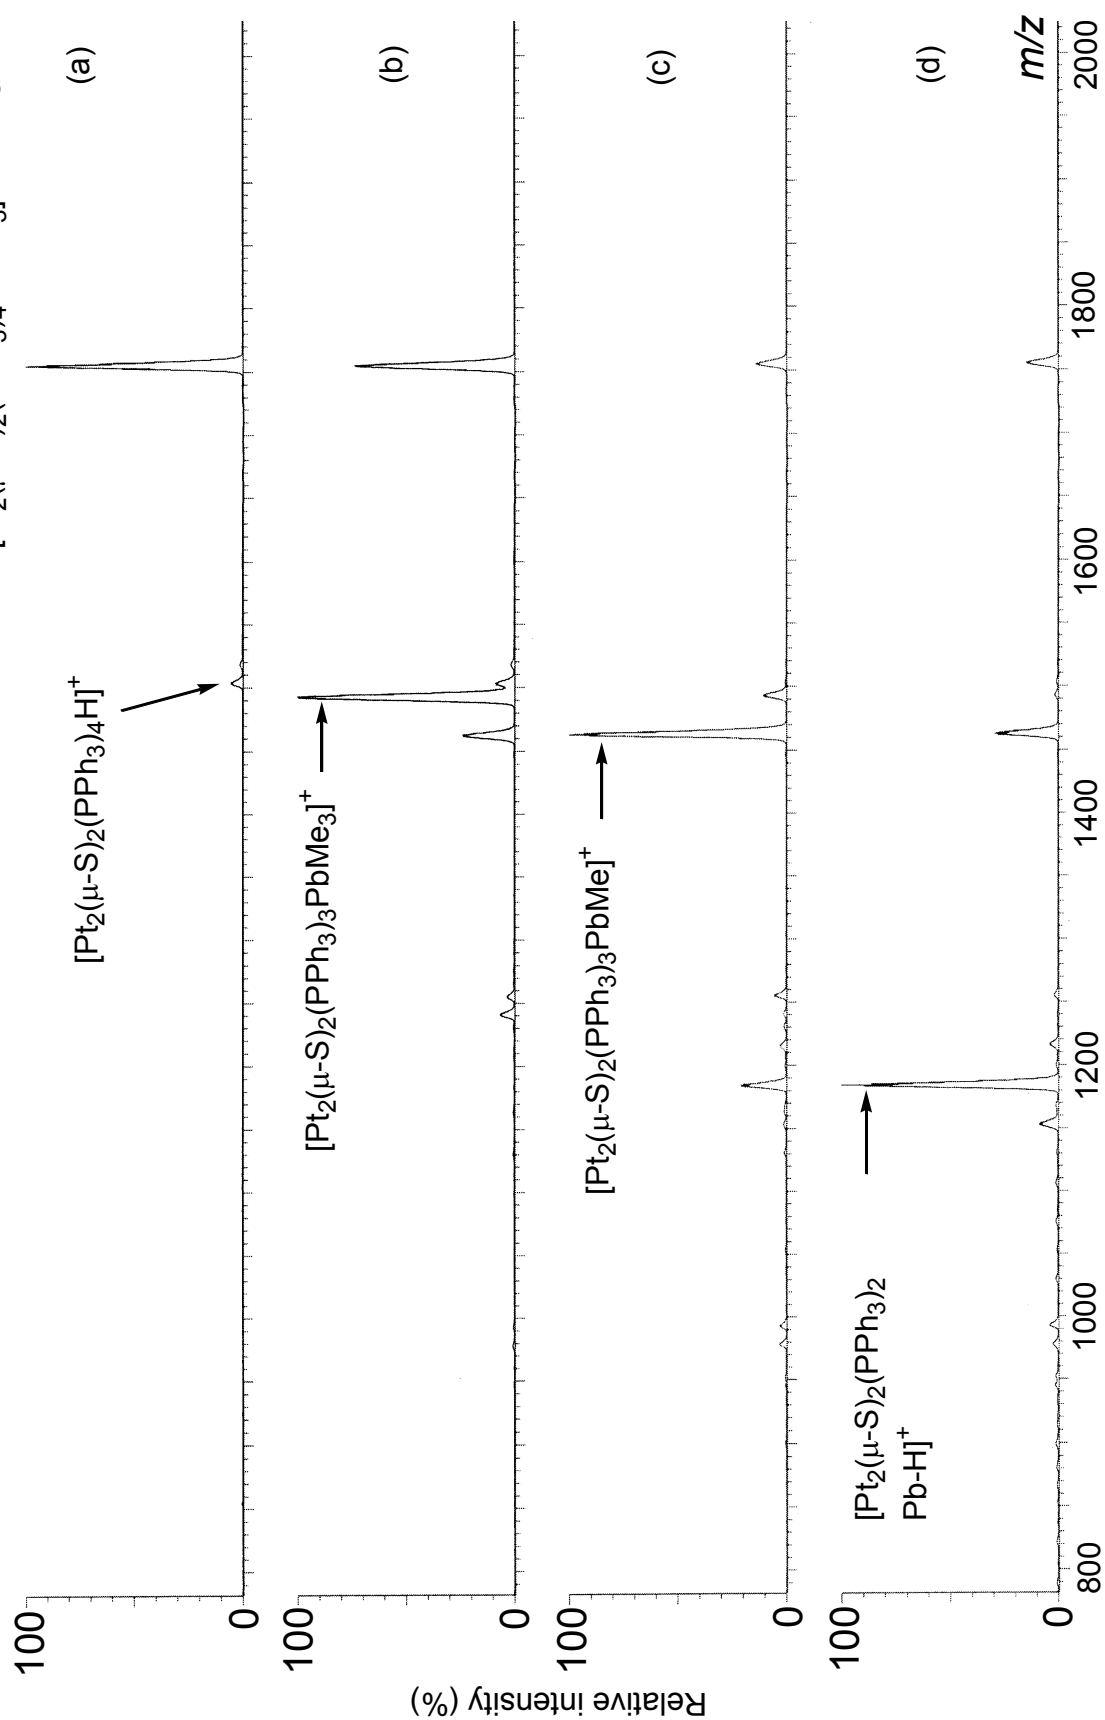 [Pt₂(μ-S)₂(PPh₃)₄H]⁺
(a)
100
0
[Pt₂(μ-S)₂(PPh₃)₃PbMe₃]⁺
(b)
100
0
[Pt₂(μ-S)₂(PPh₃)₃PbMe]⁺
(c)
100
0
[Pt₂(μ-S)₂(PPh₃)₂
Pb-H]⁺
(d)
100
0
Relative intensity (%)
800 1000 1200 1400 1600 1800 2000
m/z